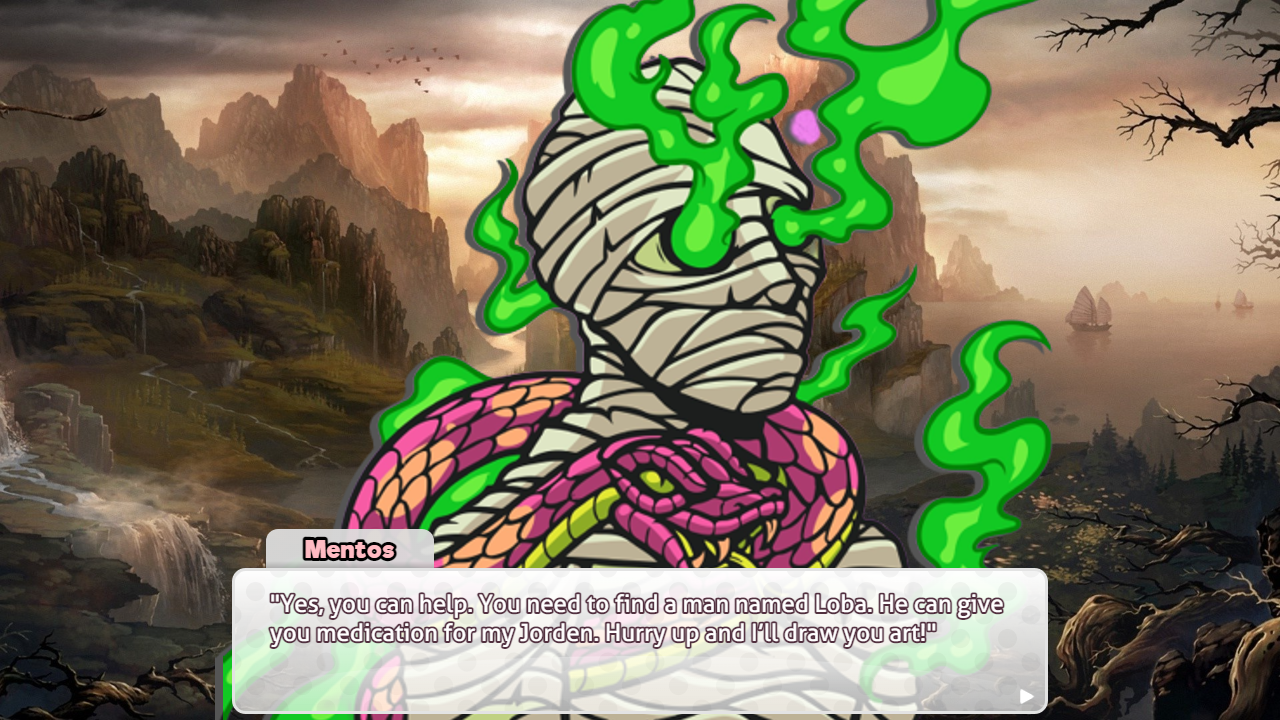 Mentos
"Yes, you can help. You need to find a man named Loba. He can give
you medication for my Jorden. Hurry up and I'll draw you art!"